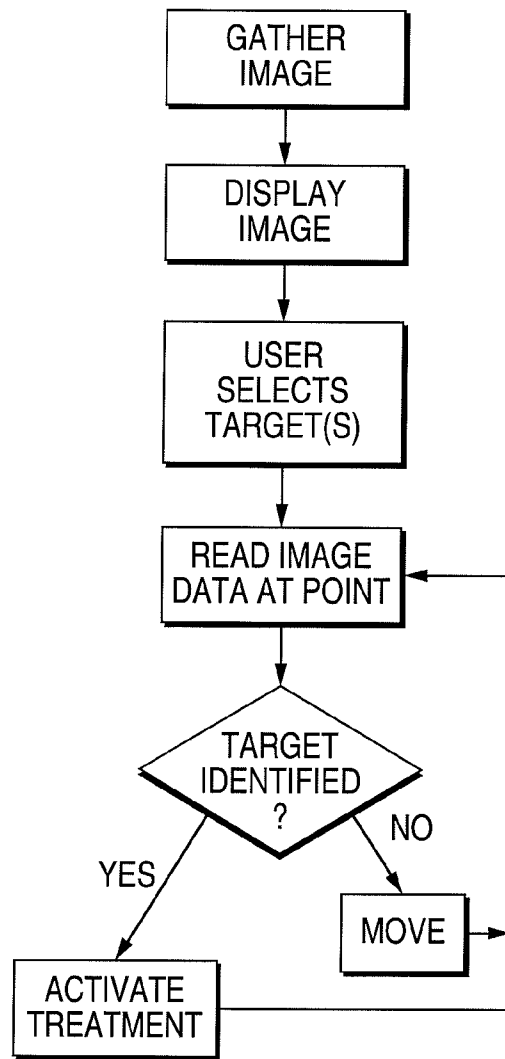 GATHER
IMAGE
DISPLAY
IMAGE
USER
SELECTS
TARGET(S)
READ IMAGE
DATA AT POINT
TARGET
IDENTIFIED
?
YES
NO
MOVE
ACTIVATE
TREATMENT